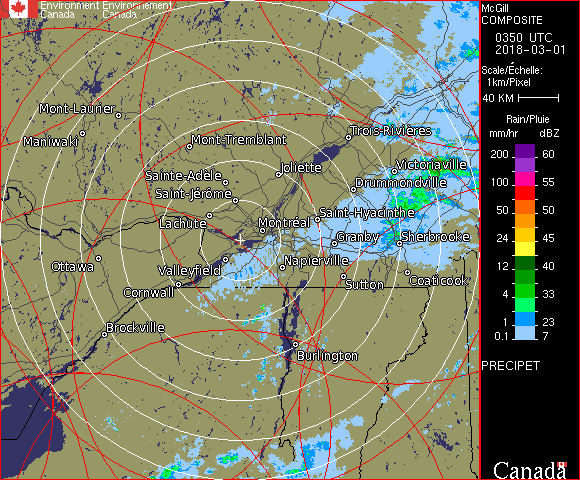 Environment Environnement
Canada Canada
McGill
COMPOSITE
0350 UTC
2018-03-01
Scale/Échelle:
1km/Pixel
40 KM
Rain/Pluie
mm/hr dBZ
200 60
100 55
50 50
24 45
12 40
4 33
1 23
0.1 7
PRECIPET
Mont-Laurier
Maniwaki
Mont-Tremblant
Trois-Rivières
Sainte-Adèle
Joliette
Victoriaville
Saint-Jérôme
Drummondville
Lachute
Montréal
Saint-Hyacinthe
Granby
Sherbrooke
Ottawa
Valleyfield
Napierville
Cornwall
Sutton
Coaticook
Brockville
Burlington
Canada